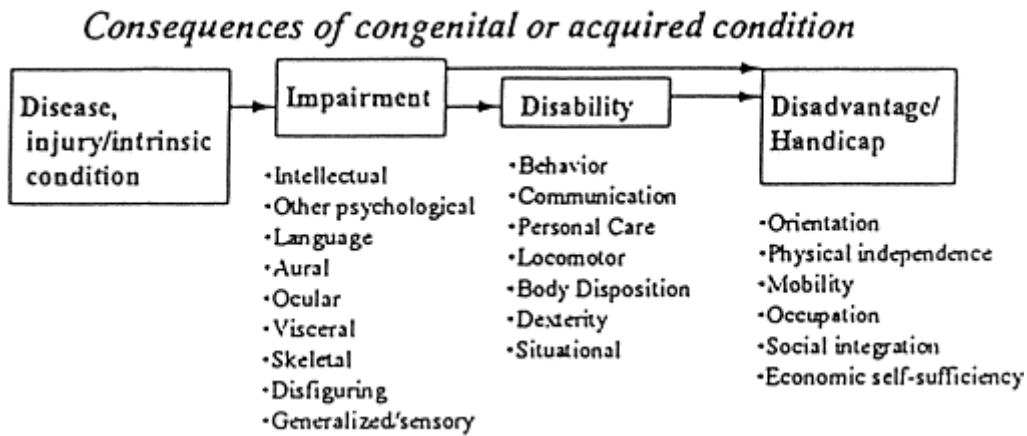 Consequences of congenital or acquired condition
Disease,
injury/intrinsic
condition
Impairment
•Intellectual
•Other psychological
•Language
•Aural
•Ocular
•Visceral
•Skeletal
•Disfiguring
•Generalized/sensory
Disability
•Behavior
•Communication
•Personal Care
•Locomotor
•Body Disposition
•Dexterity
•Situational
Disadvantage/
Handicap
•Orientation
•Physical independence
•Mobility
•Occupation
•Social integration
•Economic self-sufficiency